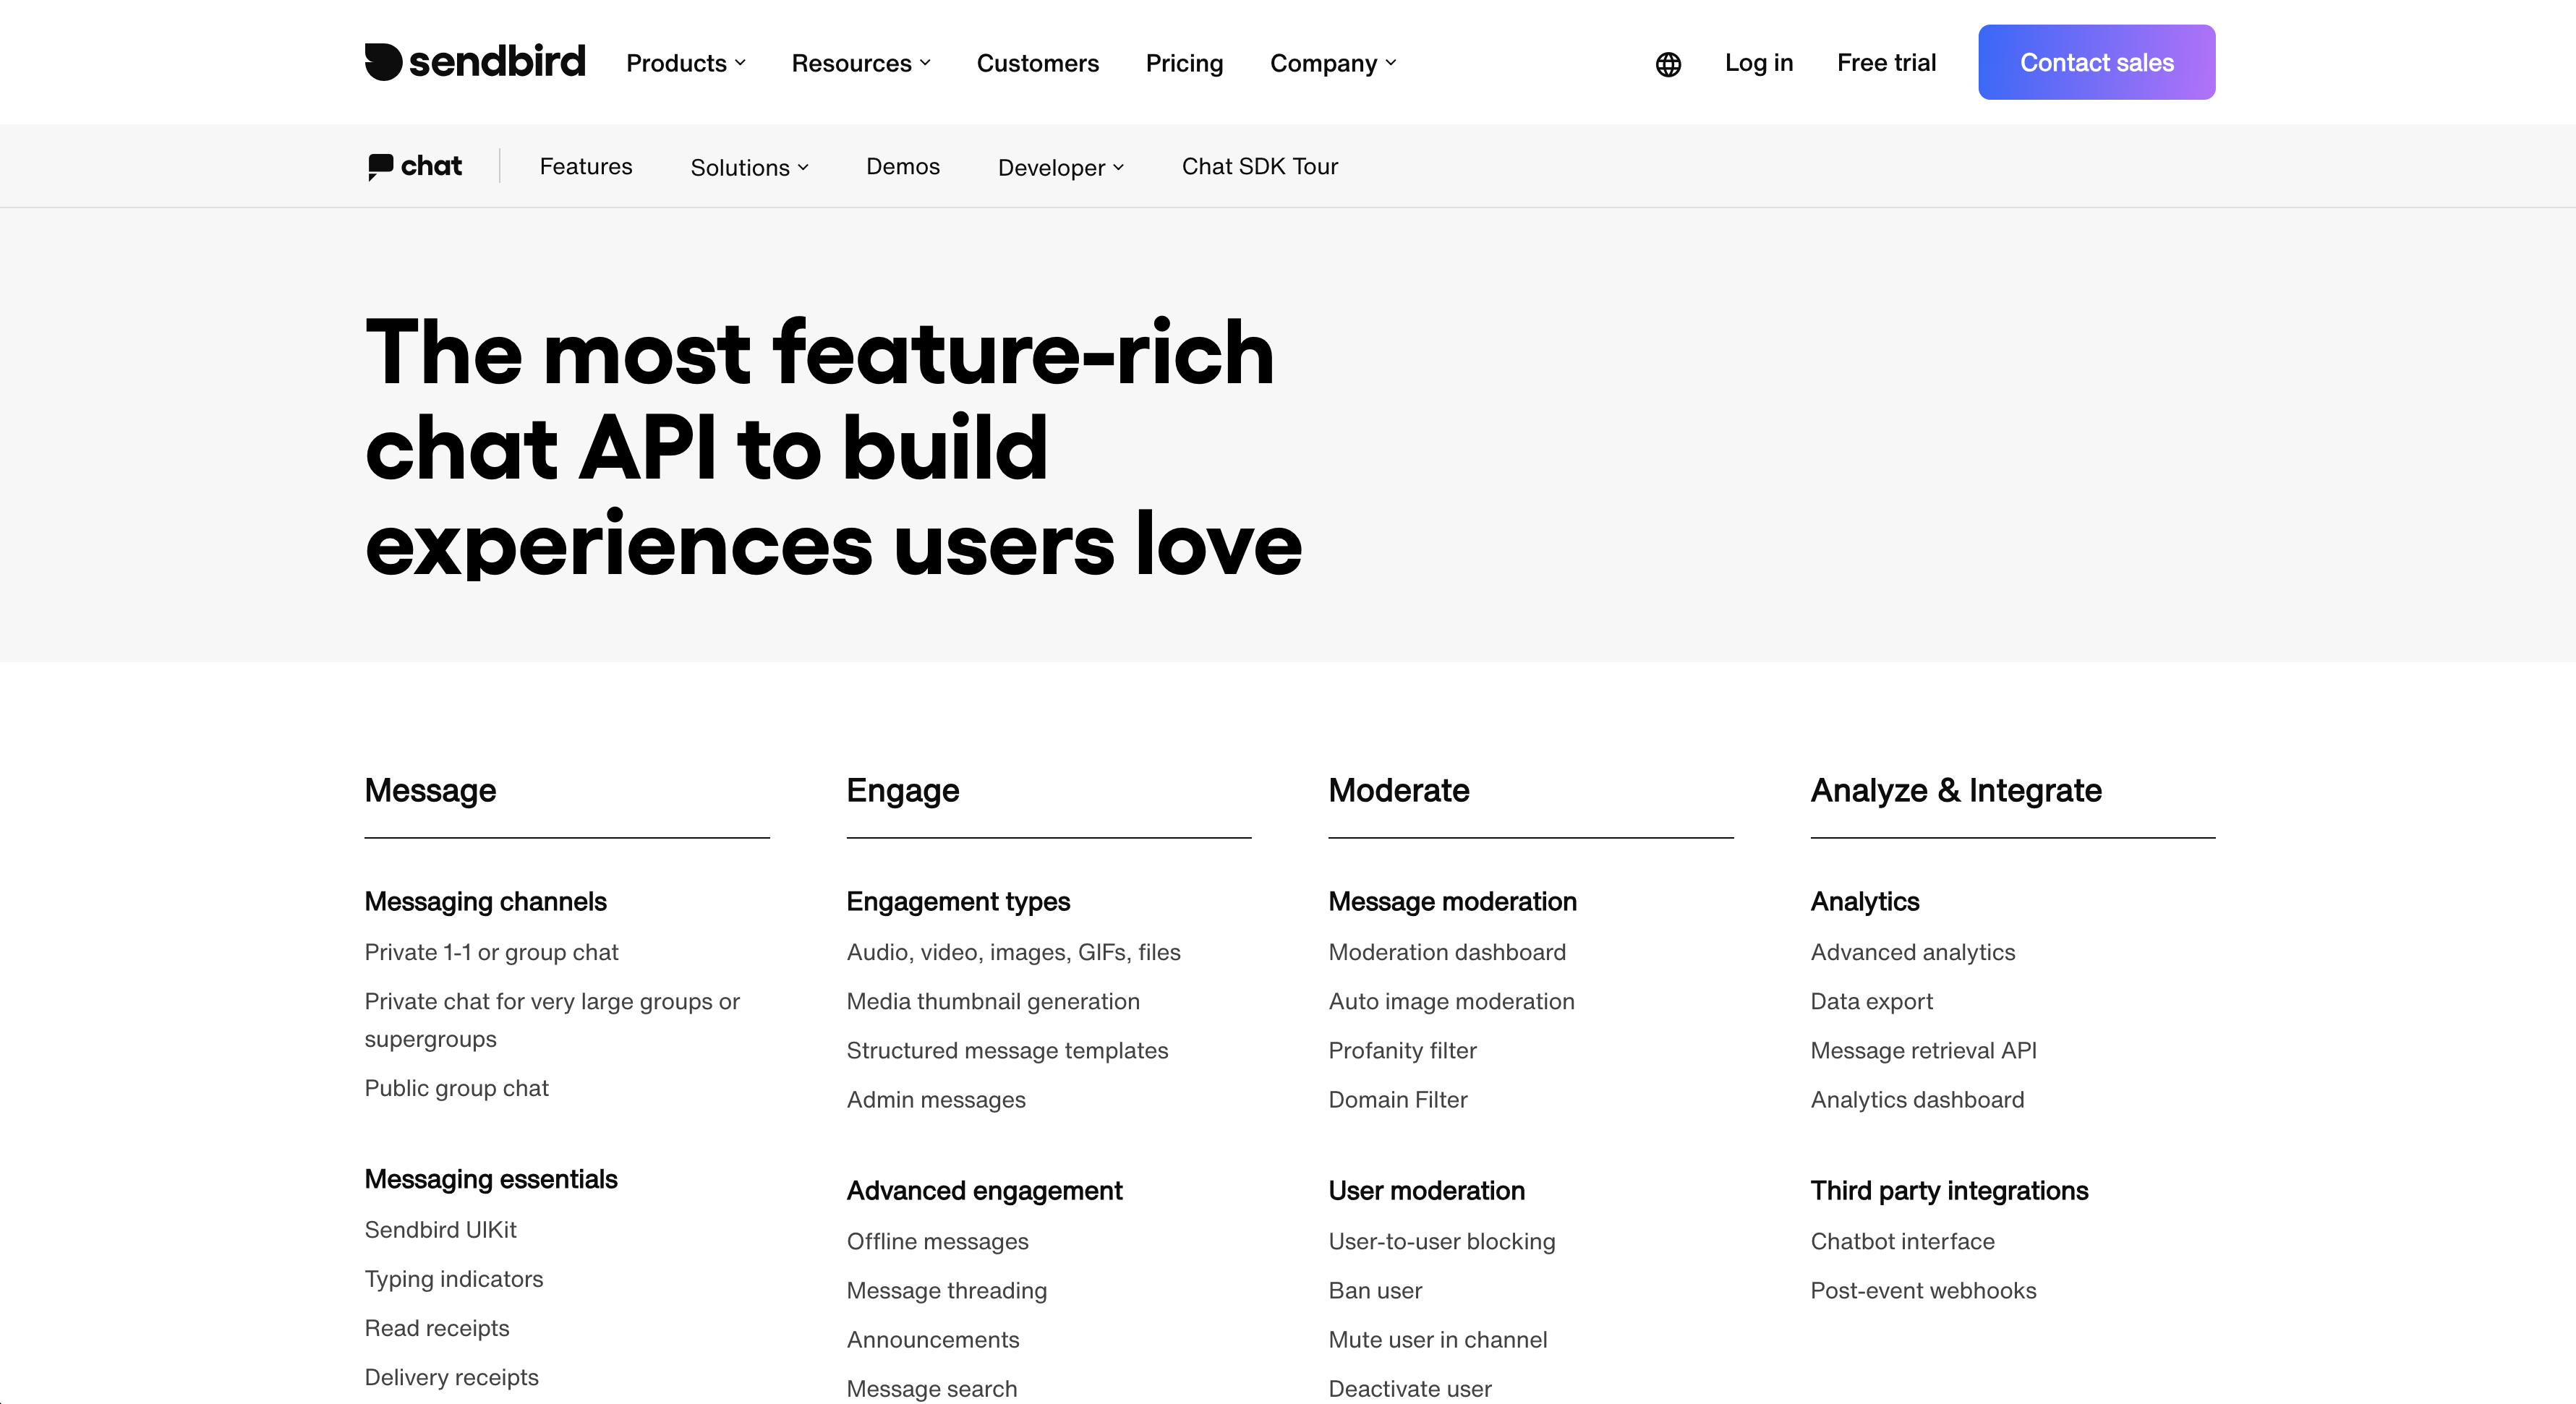 sendbird
Products
Resources
Customers
Pricing
Company
Log in
Free trial
Contact sales
chat
Features
Solutions
Demos
Developer
Chat SDK Tour
The most feature-rich
chat API to build
experiences users love
Message
Messaging channels
Private 1-1 or group chat
Private chat for very large groups or
supergroups
Public group chat
Messaging essentials
Sendbird UIKit
Typing indicators
Read receipts
Delivery receipts
Engage
Engagement types
Audio, video, images, GIFs, files
Media thumbnail generation
Structured message templates
Admin messages
Advanced engagement
Offline messages
Message threading
Announcements
Message search
Moderate
Message moderation
Moderation dashboard
Auto image moderation
Profanity filter
Domain Filter
User moderation
User-to-user blocking
Ban user
Mute user in channel
Deactivate user
Analyze & Integrate
Analytics
Advanced analytics
Data export
Message retrieval API
Analytics dashboard
Third party integrations
Chatbot interface
Post-event webhooks